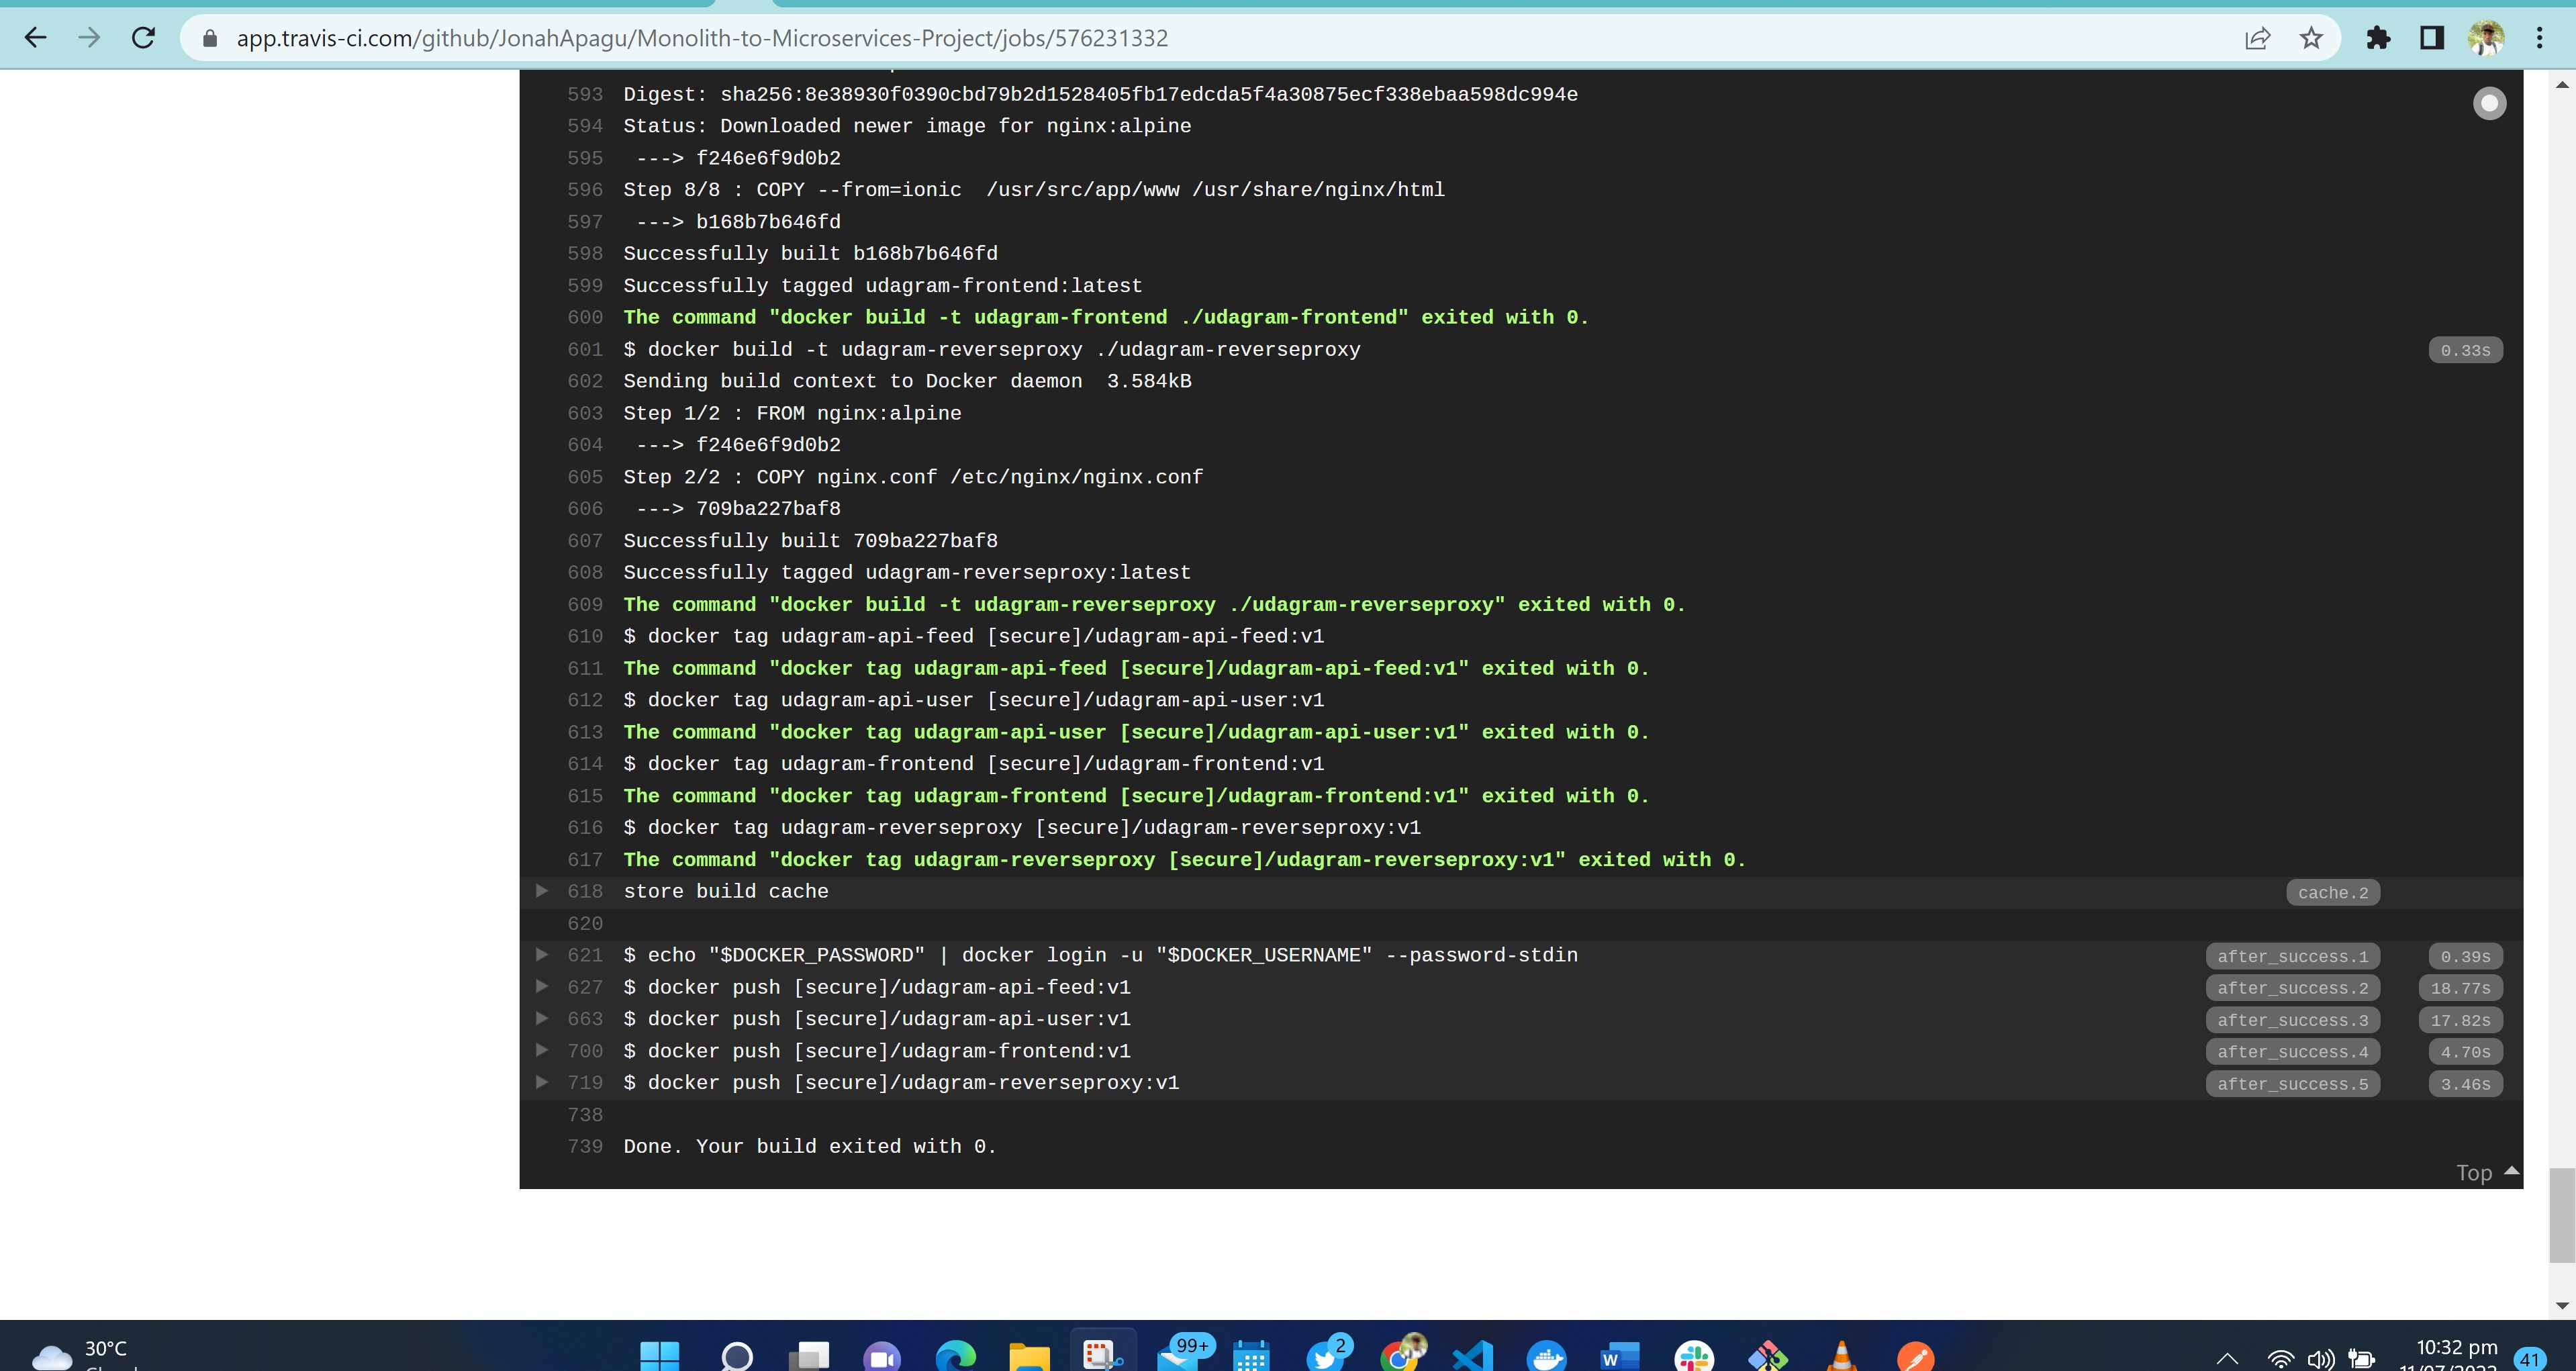 app.travis-ci.com/github/JonahApagu/Monolith-to-Microservices-Project/jobs/576231332
593 Digest: sha256:8e38930f0390cbd79b2d1528405fb17edcda5f4a30875ecf338ebaa598dc994e
594 Status: Downloaded newer image for nginx:alpine
595 ---> f246e6f9d0b2
596 Step 8/8 : COPY --from=ionic  /usr/src/app/www /usr/share/nginx/html
597 ---> b168b7b646fd
598 Successfully built b168b7b646fd
599 Successfully tagged udagram-frontend:latest
600 The command "docker build -t udagram-frontend ./udagram-frontend" exited with 0.
601 $ docker build -t udagram-reverseproxy ./udagram-reverseproxy 0.33s
602 Sending build context to Docker daemon  3.584kB
603 Step 1/2 : FROM nginx:alpine
604 ---> f246e6f9d0b2
605 Step 2/2 : COPY nginx.conf /etc/nginx/nginx.conf
606 ---> 709ba227baf8
607 Successfully built 709ba227baf8
608 Successfully tagged udagram-reverseproxy:latest
609 The command "docker build -t udagram-reverseproxy ./udagram-reverseproxy" exited with 0.
610 $ docker tag udagram-api-feed [secure]/udagram-api-feed:v1
611 The command "docker tag udagram-api-feed [secure]/udagram-api-feed:v1" exited with 0.
612 $ docker tag udagram-api-user [secure]/udagram-api-user:v1
613 The command "docker tag udagram-api-user [secure]/udagram-api-user:v1" exited with 0.
614 $ docker tag udagram-frontend [secure]/udagram-frontend:v1
615 The command "docker tag udagram-frontend [secure]/udagram-frontend:v1" exited with 0.
616 $ docker tag udagram-reverseproxy [secure]/udagram-reverseproxy:v1
617 The command "docker tag udagram-reverseproxy [secure]/udagram-reverseproxy:v1" exited with 0.
618 store build cache cache.2
620
621 $ echo "$DOCKER_PASSWORD" | docker login -u "$DOCKER_USERNAME" --password-stdin after_success.1 0.39s
627 $ docker push [secure]/udagram-api-feed:v1 after_success.2 18.77s
663 $ docker push [secure]/udagram-api-user:v1 after_success.3 17.82s
700 $ docker push [secure]/udagram-frontend:v1 after_success.4 4.70s
719 $ docker push [secure]/udagram-reverseproxy:v1 after_success.5 3.46s
738
739 Done. Your build exited with 0.
Top
30°C
99+
2
W
10:32 pm
41